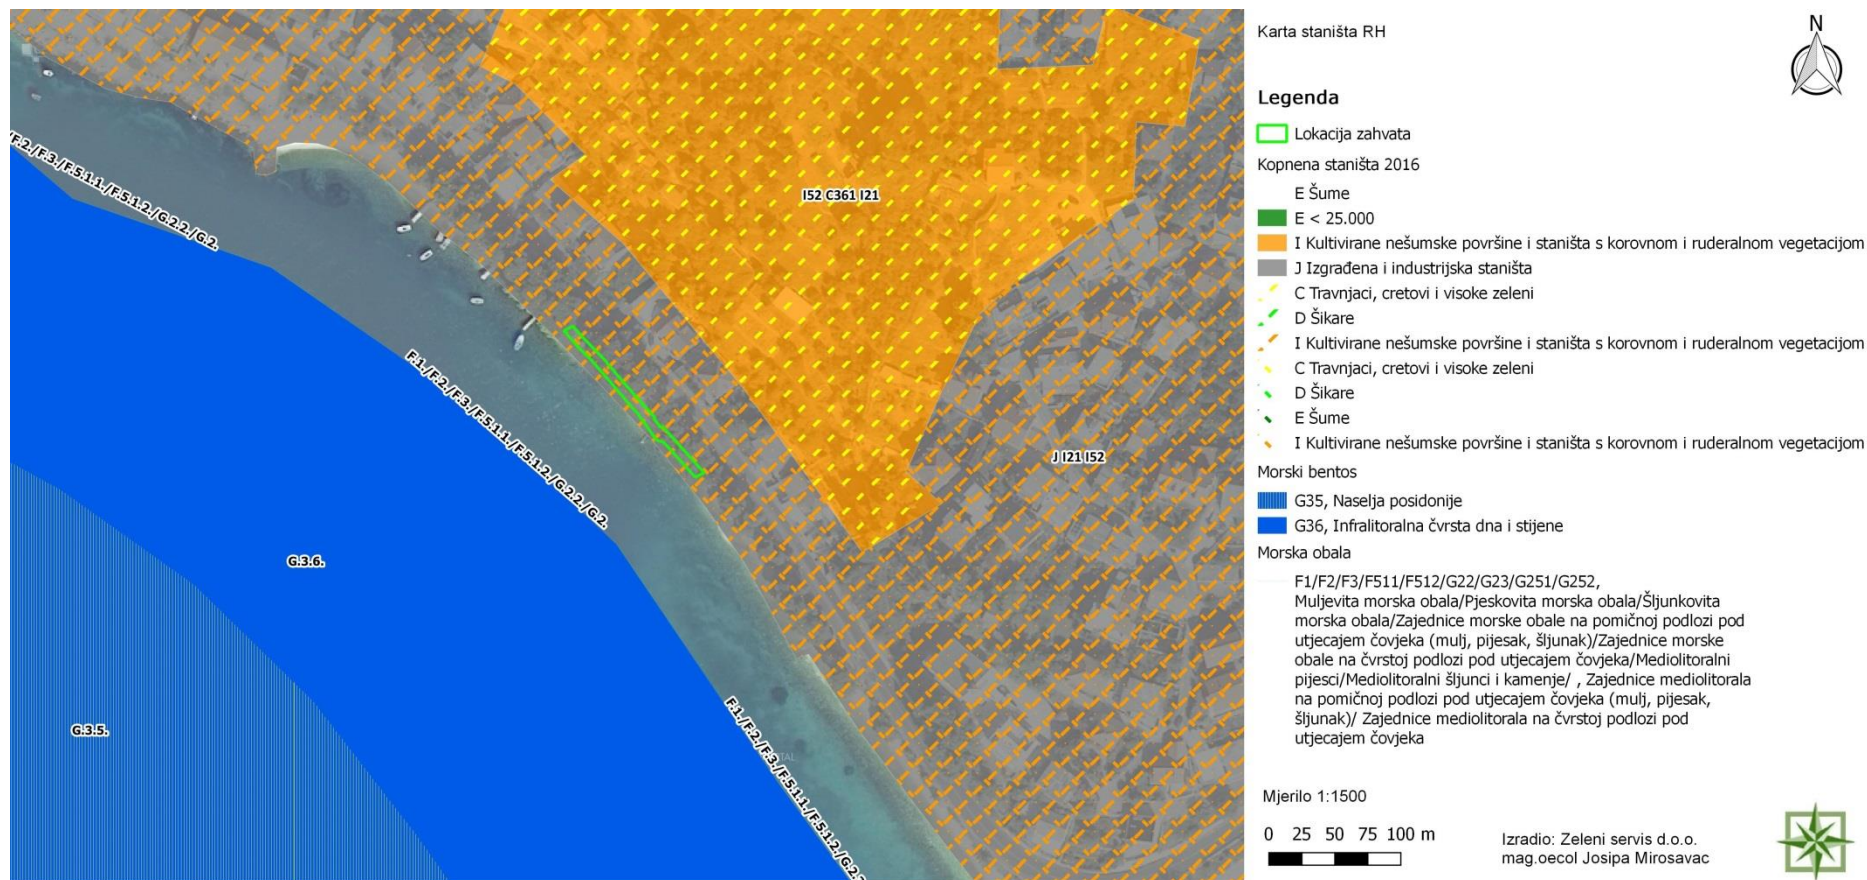 Karta staništa RH
N
Legenda
Lokacija zahvata
Kopnena staništa 2016
E Šume
E < 25.000
I Kultivirane nešumske površine i staništa s korovnom i ruderalnom vegetacijom
J Izgrađena i industrijska staništa
C Travnjaci, cretovi i visoke zeleni
D Šikare
I Kultivirane nešumske površine i staništa s korovnom i ruderalnom vegetacijom
C Travnjaci, cretovi i visoke zeleni
D Šikare
E Šume
I Kultivirane nešumske površine i staništa s korovnom i ruderalnom vegetacijom
Morski bentos
G35, Naselja posidonije
G36, Infralitoralna čvrsta dna i stijene
Morska obala
F1/F2/F3/F511/F512/G22/G23/G251/G252,
Muljevita morska obala/Pjeskovita morska obala/Šljunkovita
morska obala/Zajednice morske obale na pomičnoj podlozi pod
utjecajem čovjeka (mulj, pijesak, šljunak)/Zajednice morske
obale na čvrstoj podlozi pod utjecajem čovjeka/Mediolitoralni
pijesci/Mediolitoralni šljunci i kamenje/ , Zajednice mediolitorala
na pomičnoj podlozi pod utjecajem čovjeka (mulj, pijesak,
šljunak)/ Zajednice mediolitorala na čvrstoj podlozi pod
utjecajem čovjeka
Mjerilo 1:1500
0 25 50 75 100 m
Izradio: Zeleni servis d.o.o.
mag.oecol Josipa Mirosavac
/F.2./F.3./F.5.1.1./F.5.1.2./G.2.2./G.2.
I52 C361 I21
F.1./F.2./F.3./F.5.1.1./F.5.1.2./G.2.2./G.2.
J I21 I52
G.3.6.
G.3.5.
F.1./F.2./F.3./F.5.1.1./F.5.1.2./G.2.2